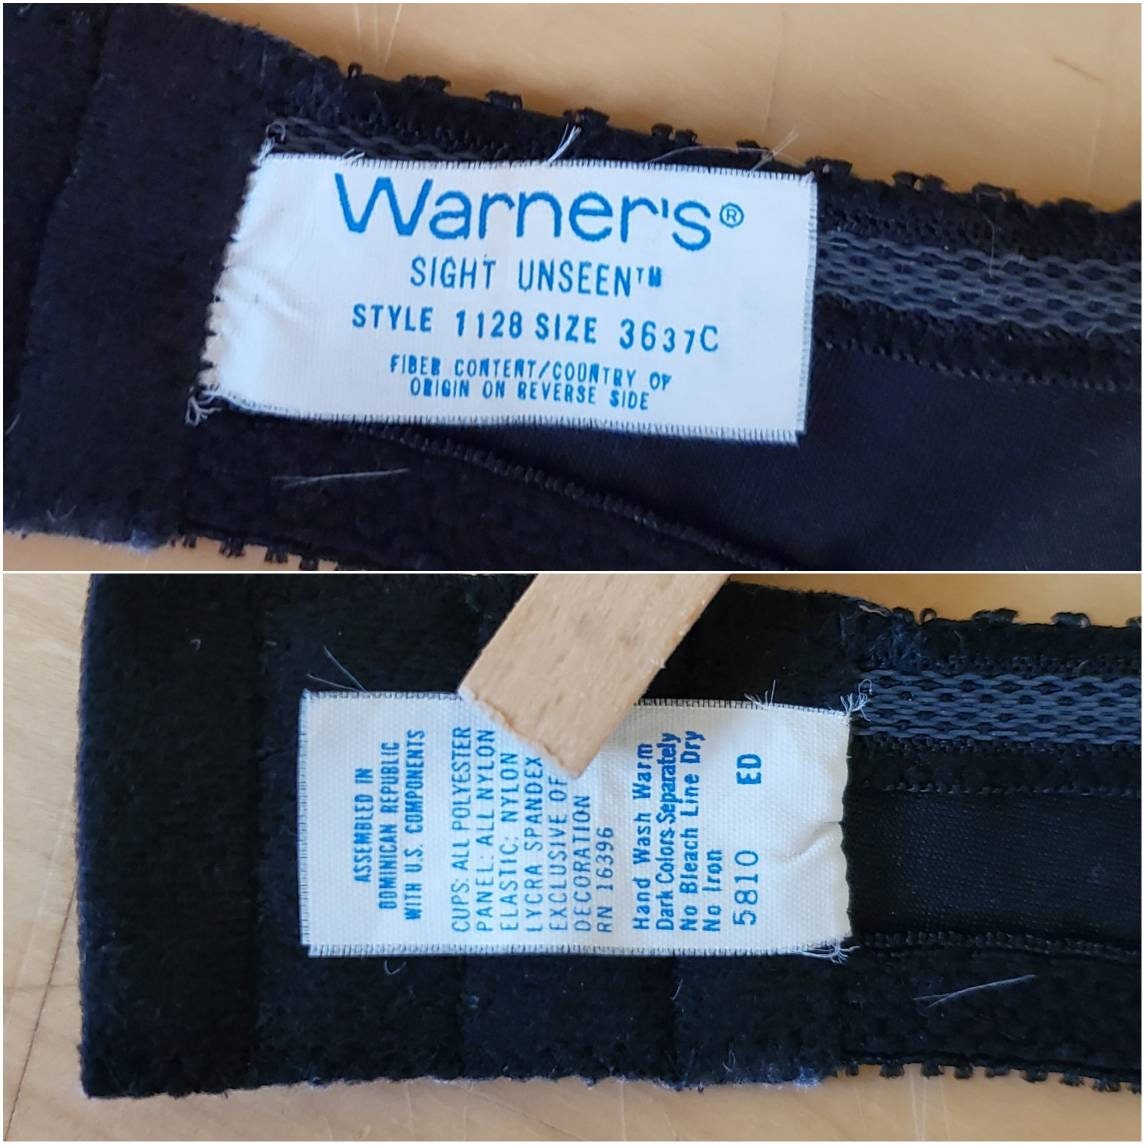 Warner's®
SIGHT UNSEEN™
STYLE 1128 SIZE 3637C
FIBER CONTENT/COUNTRY OF
ORIGIN ON REVERSE SIDE
ASSEMBLED IN
DOMINICAN REPUBLIC
WITH U.S. COMPONENTS
CUPS: ALL POLYESTER
PANEL: ALL NYLON
ELASTIC: NYLON
LYCRA SPANDEX
EXCLUSIVE OF
DECORATION
RN 16396
Hand Wash Warm
Dark Colors Separately
No Bleach Line Dry
No Iron
5810 ED